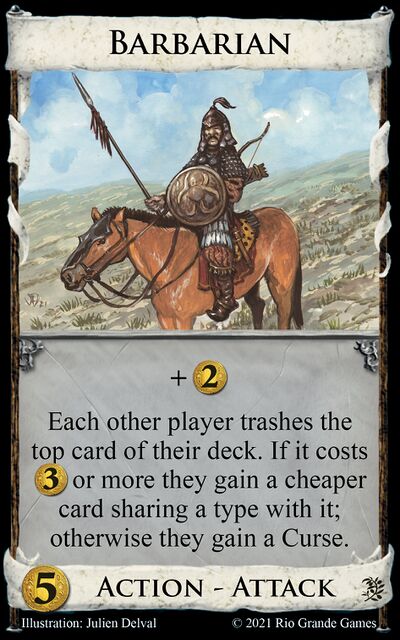 BARBARIAN
+ 2
Each other player trashes the
top card of their deck. If it costs
3 or more they gain a cheaper
card sharing a type with it;
otherwise they gain a Curse.
5 ACTION - ATTACK
Illustration: Julien Delval © 2021 Rio Grande Games